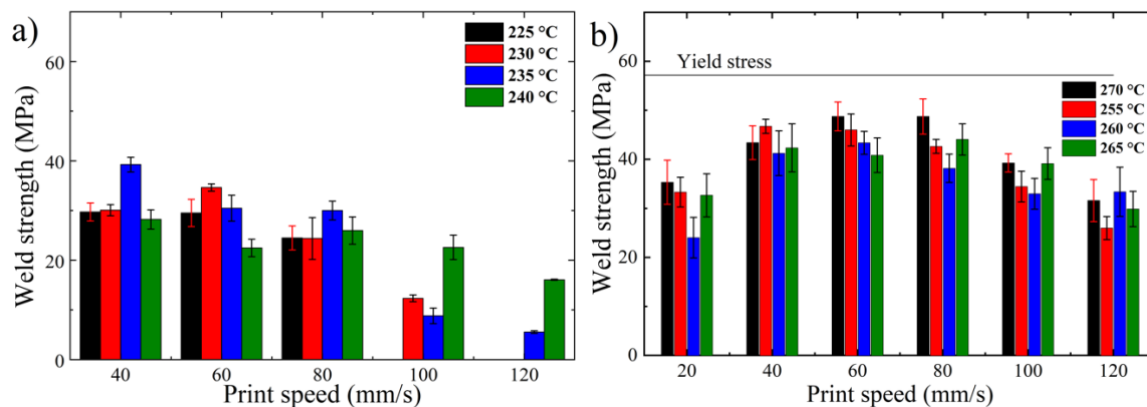 a)
225 °C
230 °C
235 °C
240 °C
60
40
20
0
Weld strength (MPa)
40 60 80 100 120
Print speed (mm/s)
b)
Yield stress
270 °C
255 °C
260 °C
265 °C
60
40
20
0
Weld strength (MPa)
20 40 60 80 100 120
Print speed (mm/s)